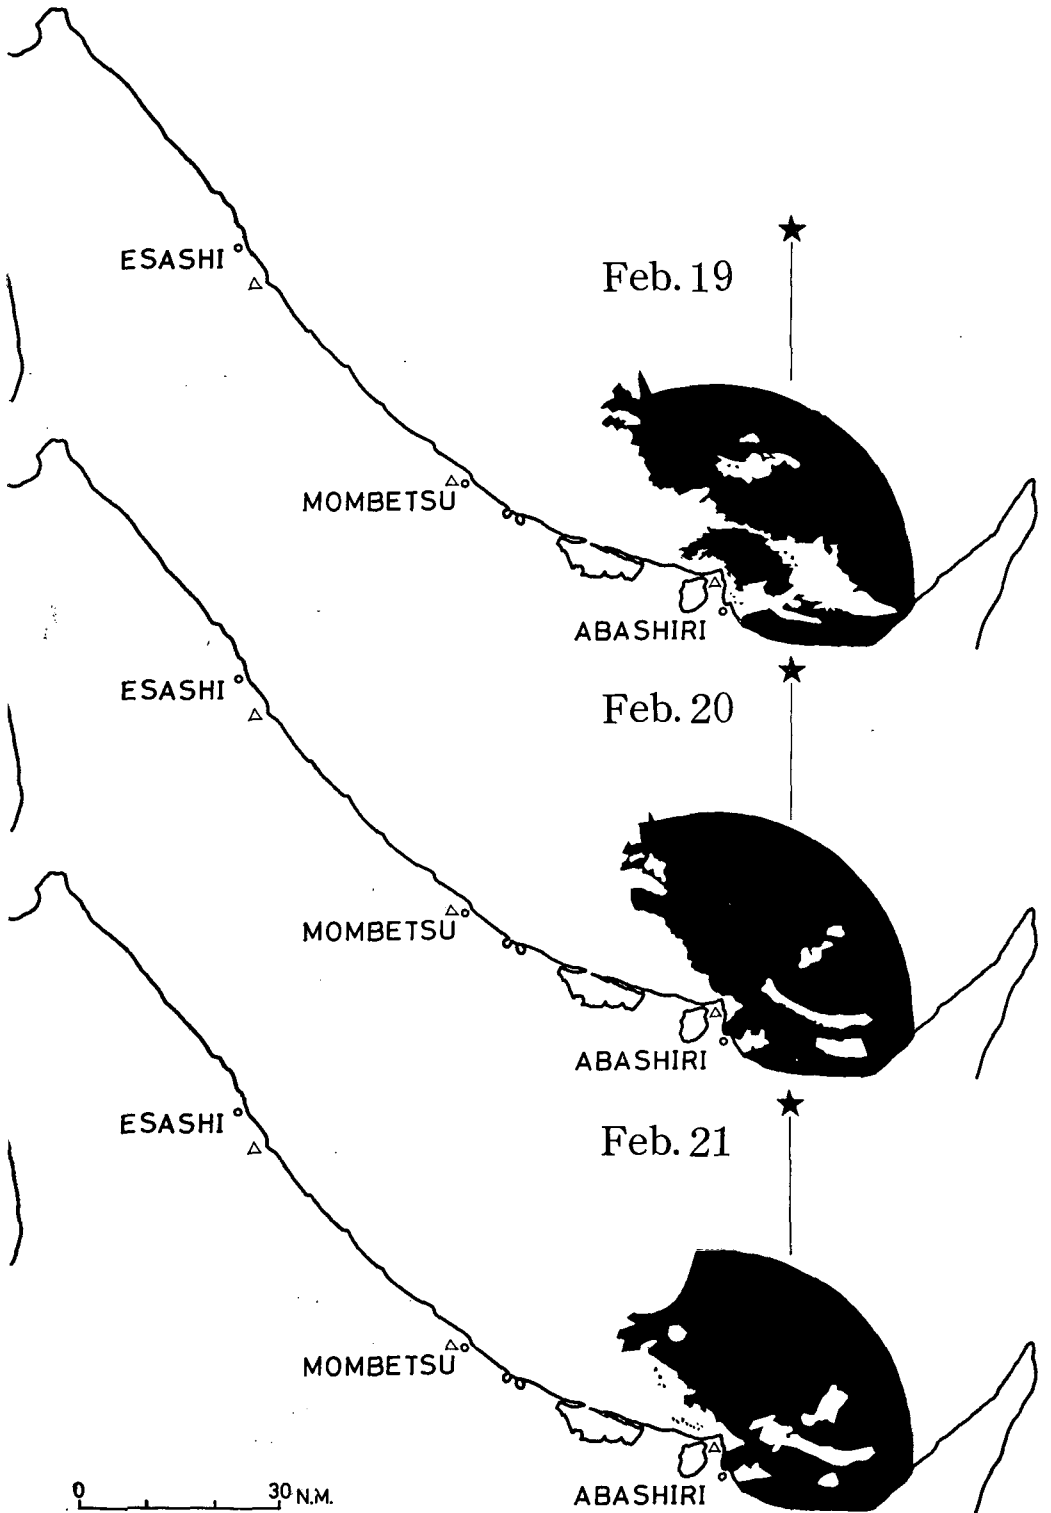 ESASHI
Feb. 19
MOMBETSU
ABASHIRI
ESASHI
Feb. 20
MOMBETSU
ABASHIRI
ESASHI
Feb. 21
MOMBETSU
ABASHIRI
0 30 N.M.